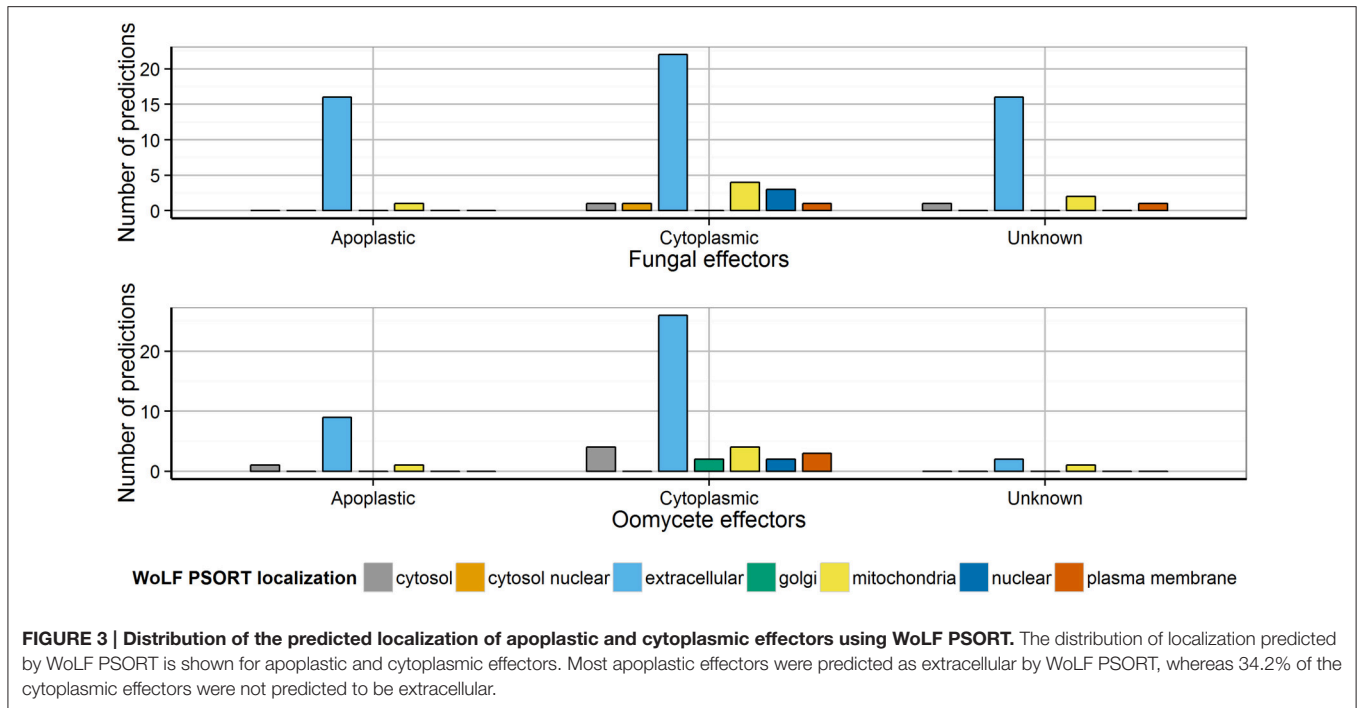 Number of predictions
20
15
10
5
0
Apoplastic Cytoplasmic Unknown
Fungal effectors
Number of predictions
20
10
0
Apoplastic Cytoplasmic Unknown
Oomycete effectors
WoLF PSORT localization cytosol cytosol nuclear extracellular golgi mitochondria nuclear plasma membrane
FIGURE 3 | Distribution of the predicted localization of apoplastic and cytoplasmic effectors using WoLF PSORT. The distribution of localization predicted
by WoLF PSORT is shown for apoplastic and cytoplasmic effectors. Most apoplastic effectors were predicted as extracellular by WoLF PSORT, whereas 34.2% of the
cytoplasmic effectors were not predicted to be extracellular.